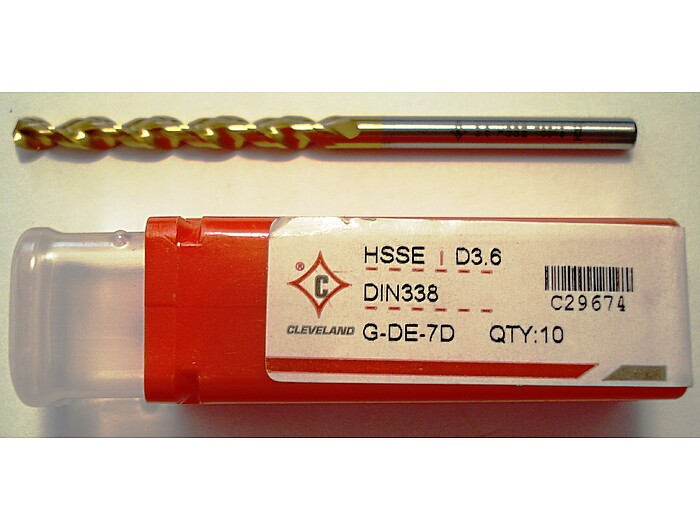 HSSE | D3.6
DIN338
G-DE-7D QTY:10
C
®
CLEVELAND
C29674